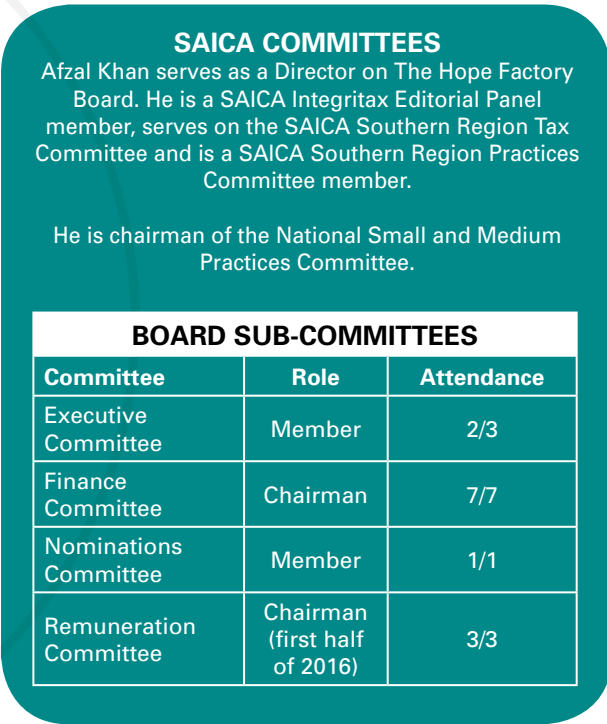 SAICA COMMITTEES
Afzal Khan serves as a Director on The Hope Factory
Board. He is a SAICA Integritax Editorial Panel
member, serves on the SAICA Southern Region Tax
Committee and is a SAICA Southern Region Practices
Committee member.
He is chairman of the National Small and Medium
Practices Committee.
BOARD SUB-COMMITTEES
Committee Role Attendance
Executive
Committee
Member
2/3
Finance
Committee
Chairman
7/7
Nominations
Committee
Member
1/1
Remuneration
Committee
Chairman
(first half
of 2016)
3/3